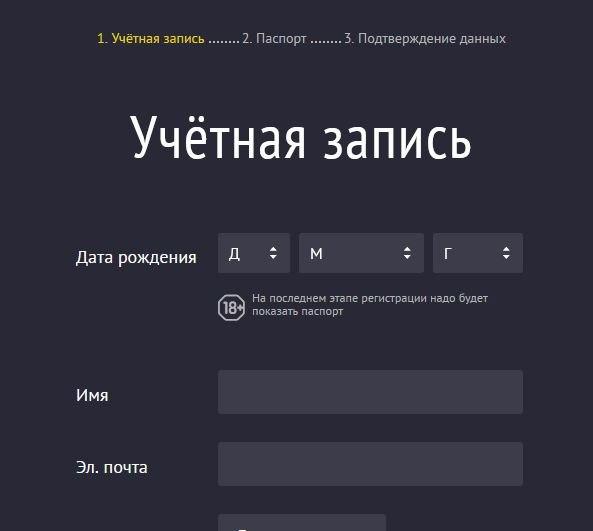 1. Учётная запись ........ 2. Паспорт ........ 3. Подтверждение данных
Учётная запись
Дата рождения Д М Г
18+ На последнем этапе регистрации надо будет
показать паспорт
Имя
Эл. почта